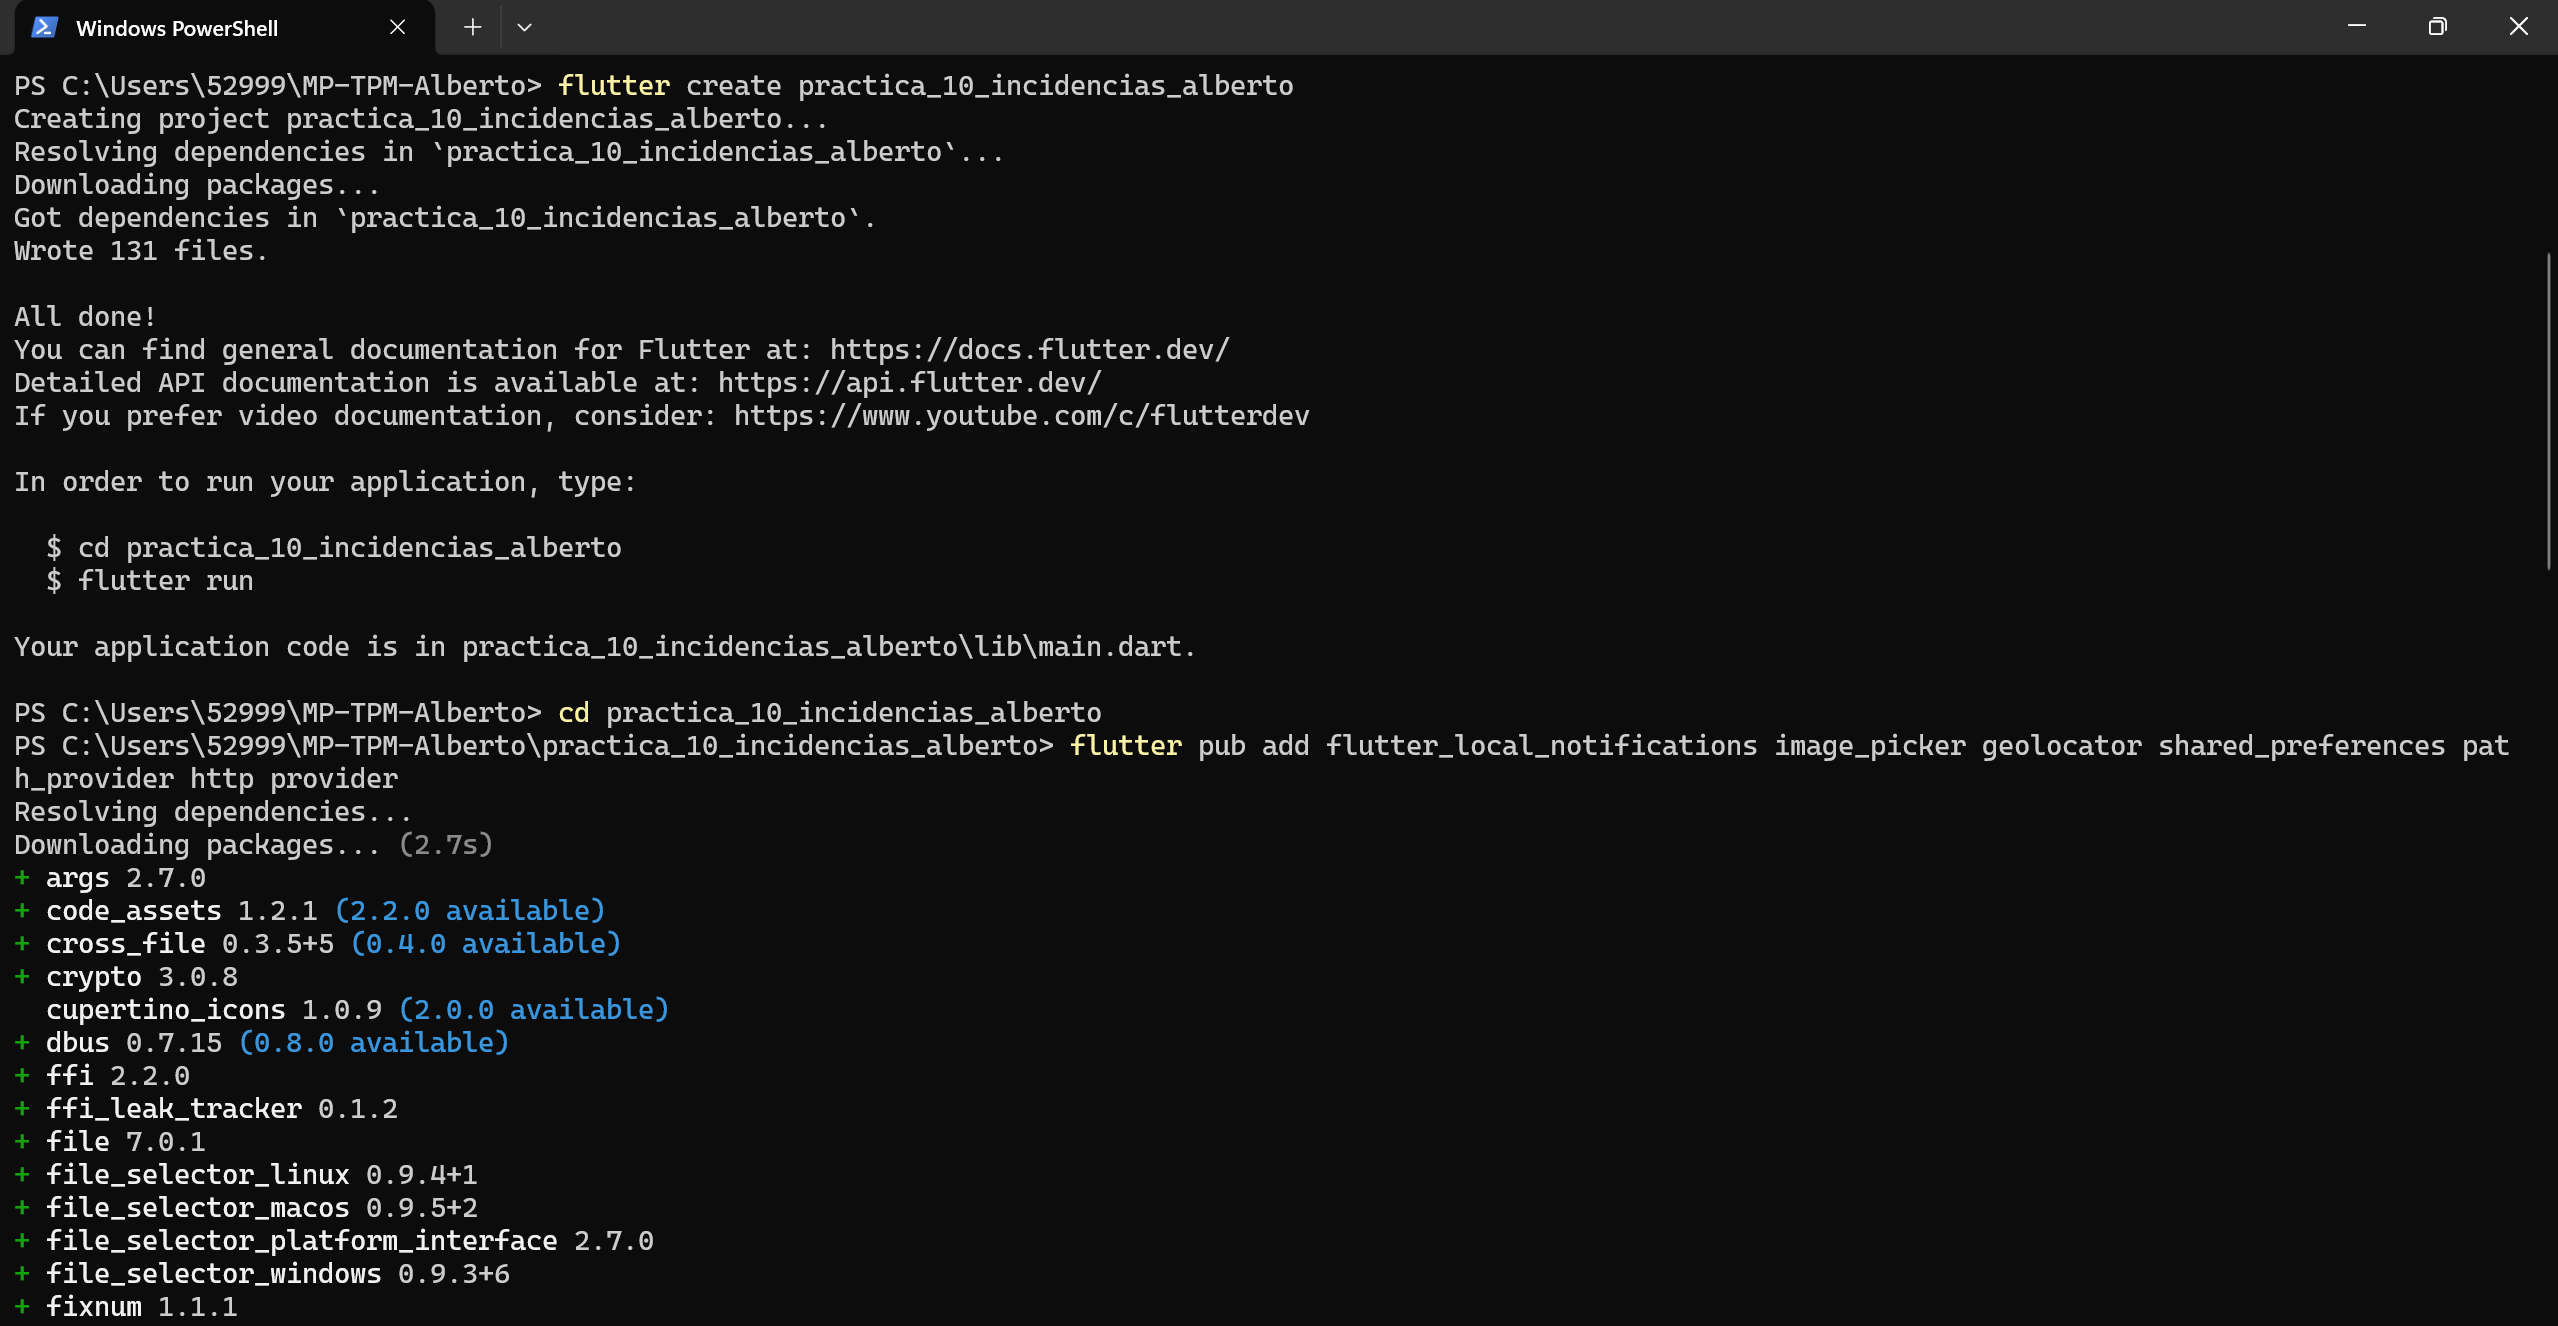 Windows PowerShell
PS C:\Users\52999\MP-TPM-Alberto> flutter create practica_10_incidencias_alberto
Creating project practica_10_incidencias_alberto...
Resolving dependencies in `practica_10_incidencias_alberto`...
Downloading packages...
Got dependencies in `practica_10_incidencias_alberto`.
Wrote 131 files.

All done!
You can find general documentation for Flutter at: https://docs.flutter.dev/
Detailed API documentation is available at: https://api.flutter.dev/
If you prefer video documentation, consider: https://www.youtube.com/c/flutterdev

In order to run your application, type:

  $ cd practica_10_incidencias_alberto
  $ flutter run

Your application code is in practica_10_incidencias_alberto\lib\main.dart.

PS C:\Users\52999\MP-TPM-Alberto> cd practica_10_incidencias_alberto
PS C:\Users\52999\MP-TPM-Alberto\practica_10_incidencias_alberto> flutter pub add flutter_local_notifications image_picker geolocator shared_preferences pat
h_provider http provider
Resolving dependencies...
Downloading packages... (2.7s)
+ args 2.7.0
+ code_assets 1.2.1 (2.2.0 available)
+ cross_file 0.3.5+5 (0.4.0 available)
+ crypto 3.0.8
  cupertino_icons 1.0.9 (2.0.0 available)
+ dbus 0.7.15 (0.8.0 available)
+ ffi 2.2.0
+ ffi_leak_tracker 0.1.2
+ file 7.0.1
+ file_selector_linux 0.9.4+1
+ file_selector_macos 0.9.5+2
+ file_selector_platform_interface 2.7.0
+ file_selector_windows 0.9.3+6
+ fixnum 1.1.1